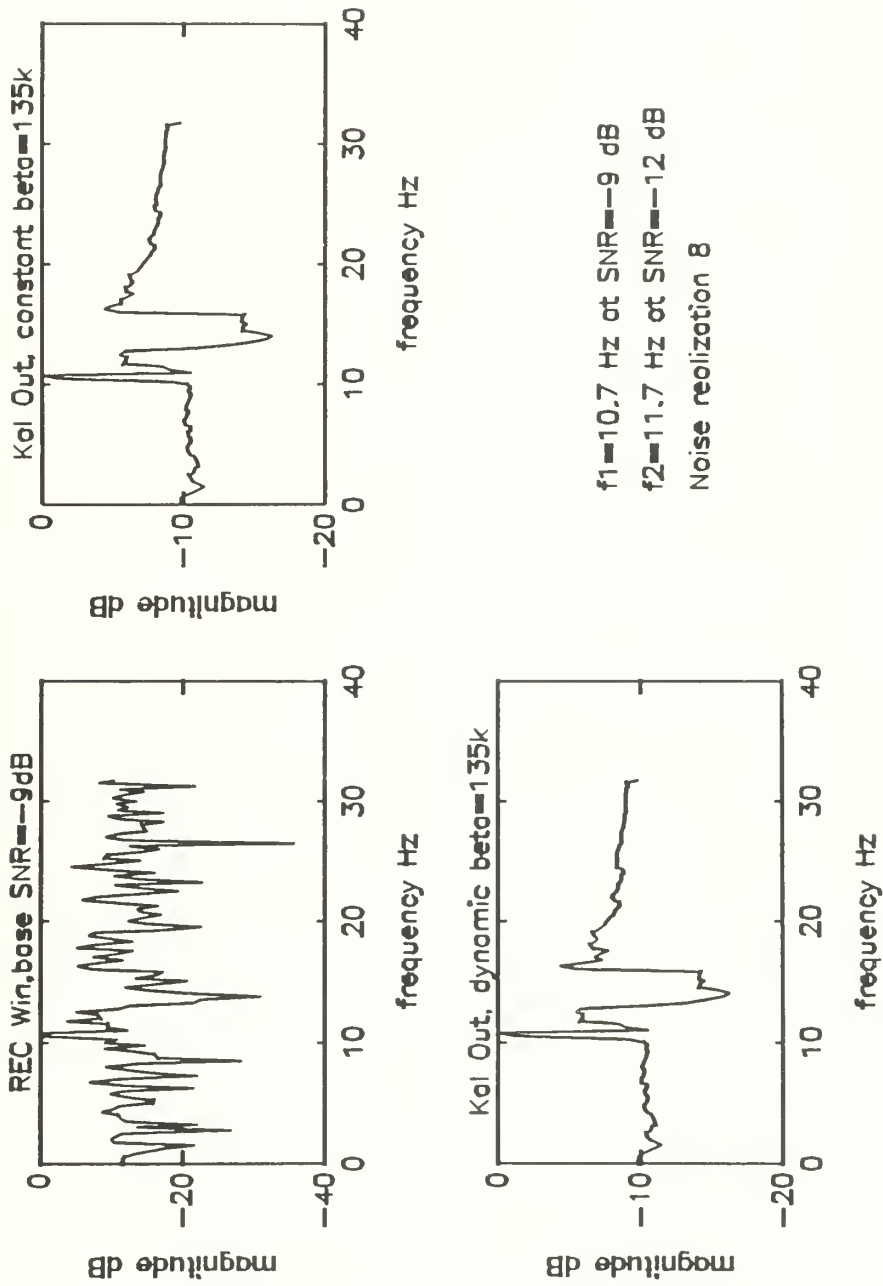 REC Win,base SNR=-9dB
magnitude dB
0
-20
-40
0
10
20
30
40
frequency Hz
Kal Out, constant beta=135k
magnitude dB
0
-10
-20
0
10
20
30
40
frequency Hz
Kal Out, dynamic beta=135k
magnitude dB
0
-10
-20
0
10
20
30
40
frequency Hz
f1=10.7 Hz at SNR=-9 dB
f2=11.7 Hz at SNR=-12 dB
Noise realization 8